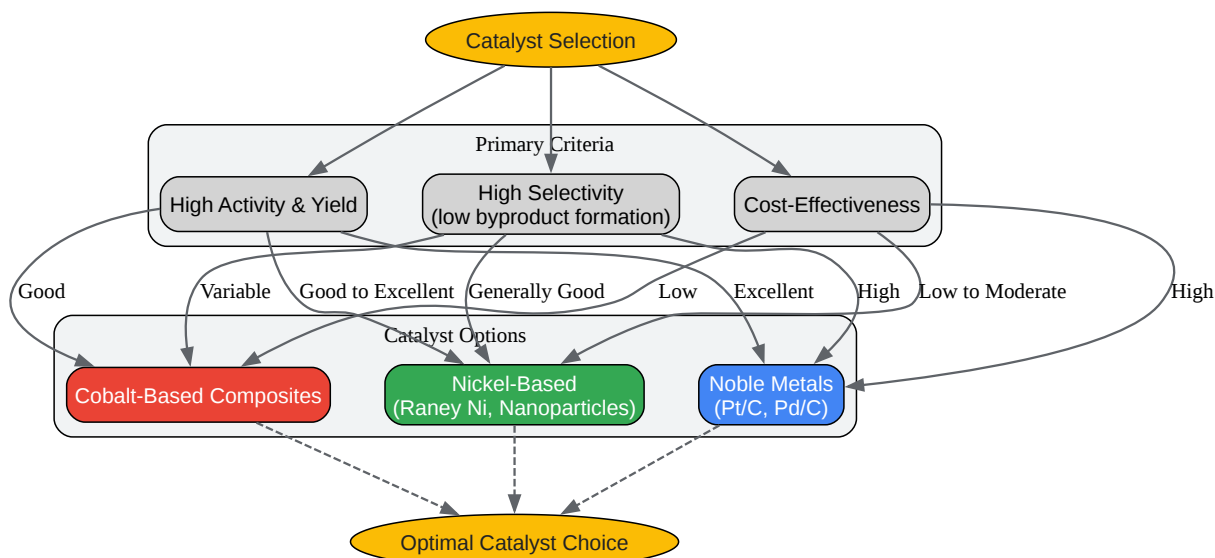 Catalyst Selection
Primary Criteria
High Activity & Yield
High Selectivity
(low byproduct formation)
Cost-Effectiveness
Good
Variable
Good to Excellent
Generally Good
Low
Excellent
High
Low to Moderate
High
Catalyst Options
Cobalt-Based Composites
Nickel-Based
(Raney Ni, Nanoparticles)
Noble Metals
(Pt/C, Pd/C)
Optimal Catalyst Choice